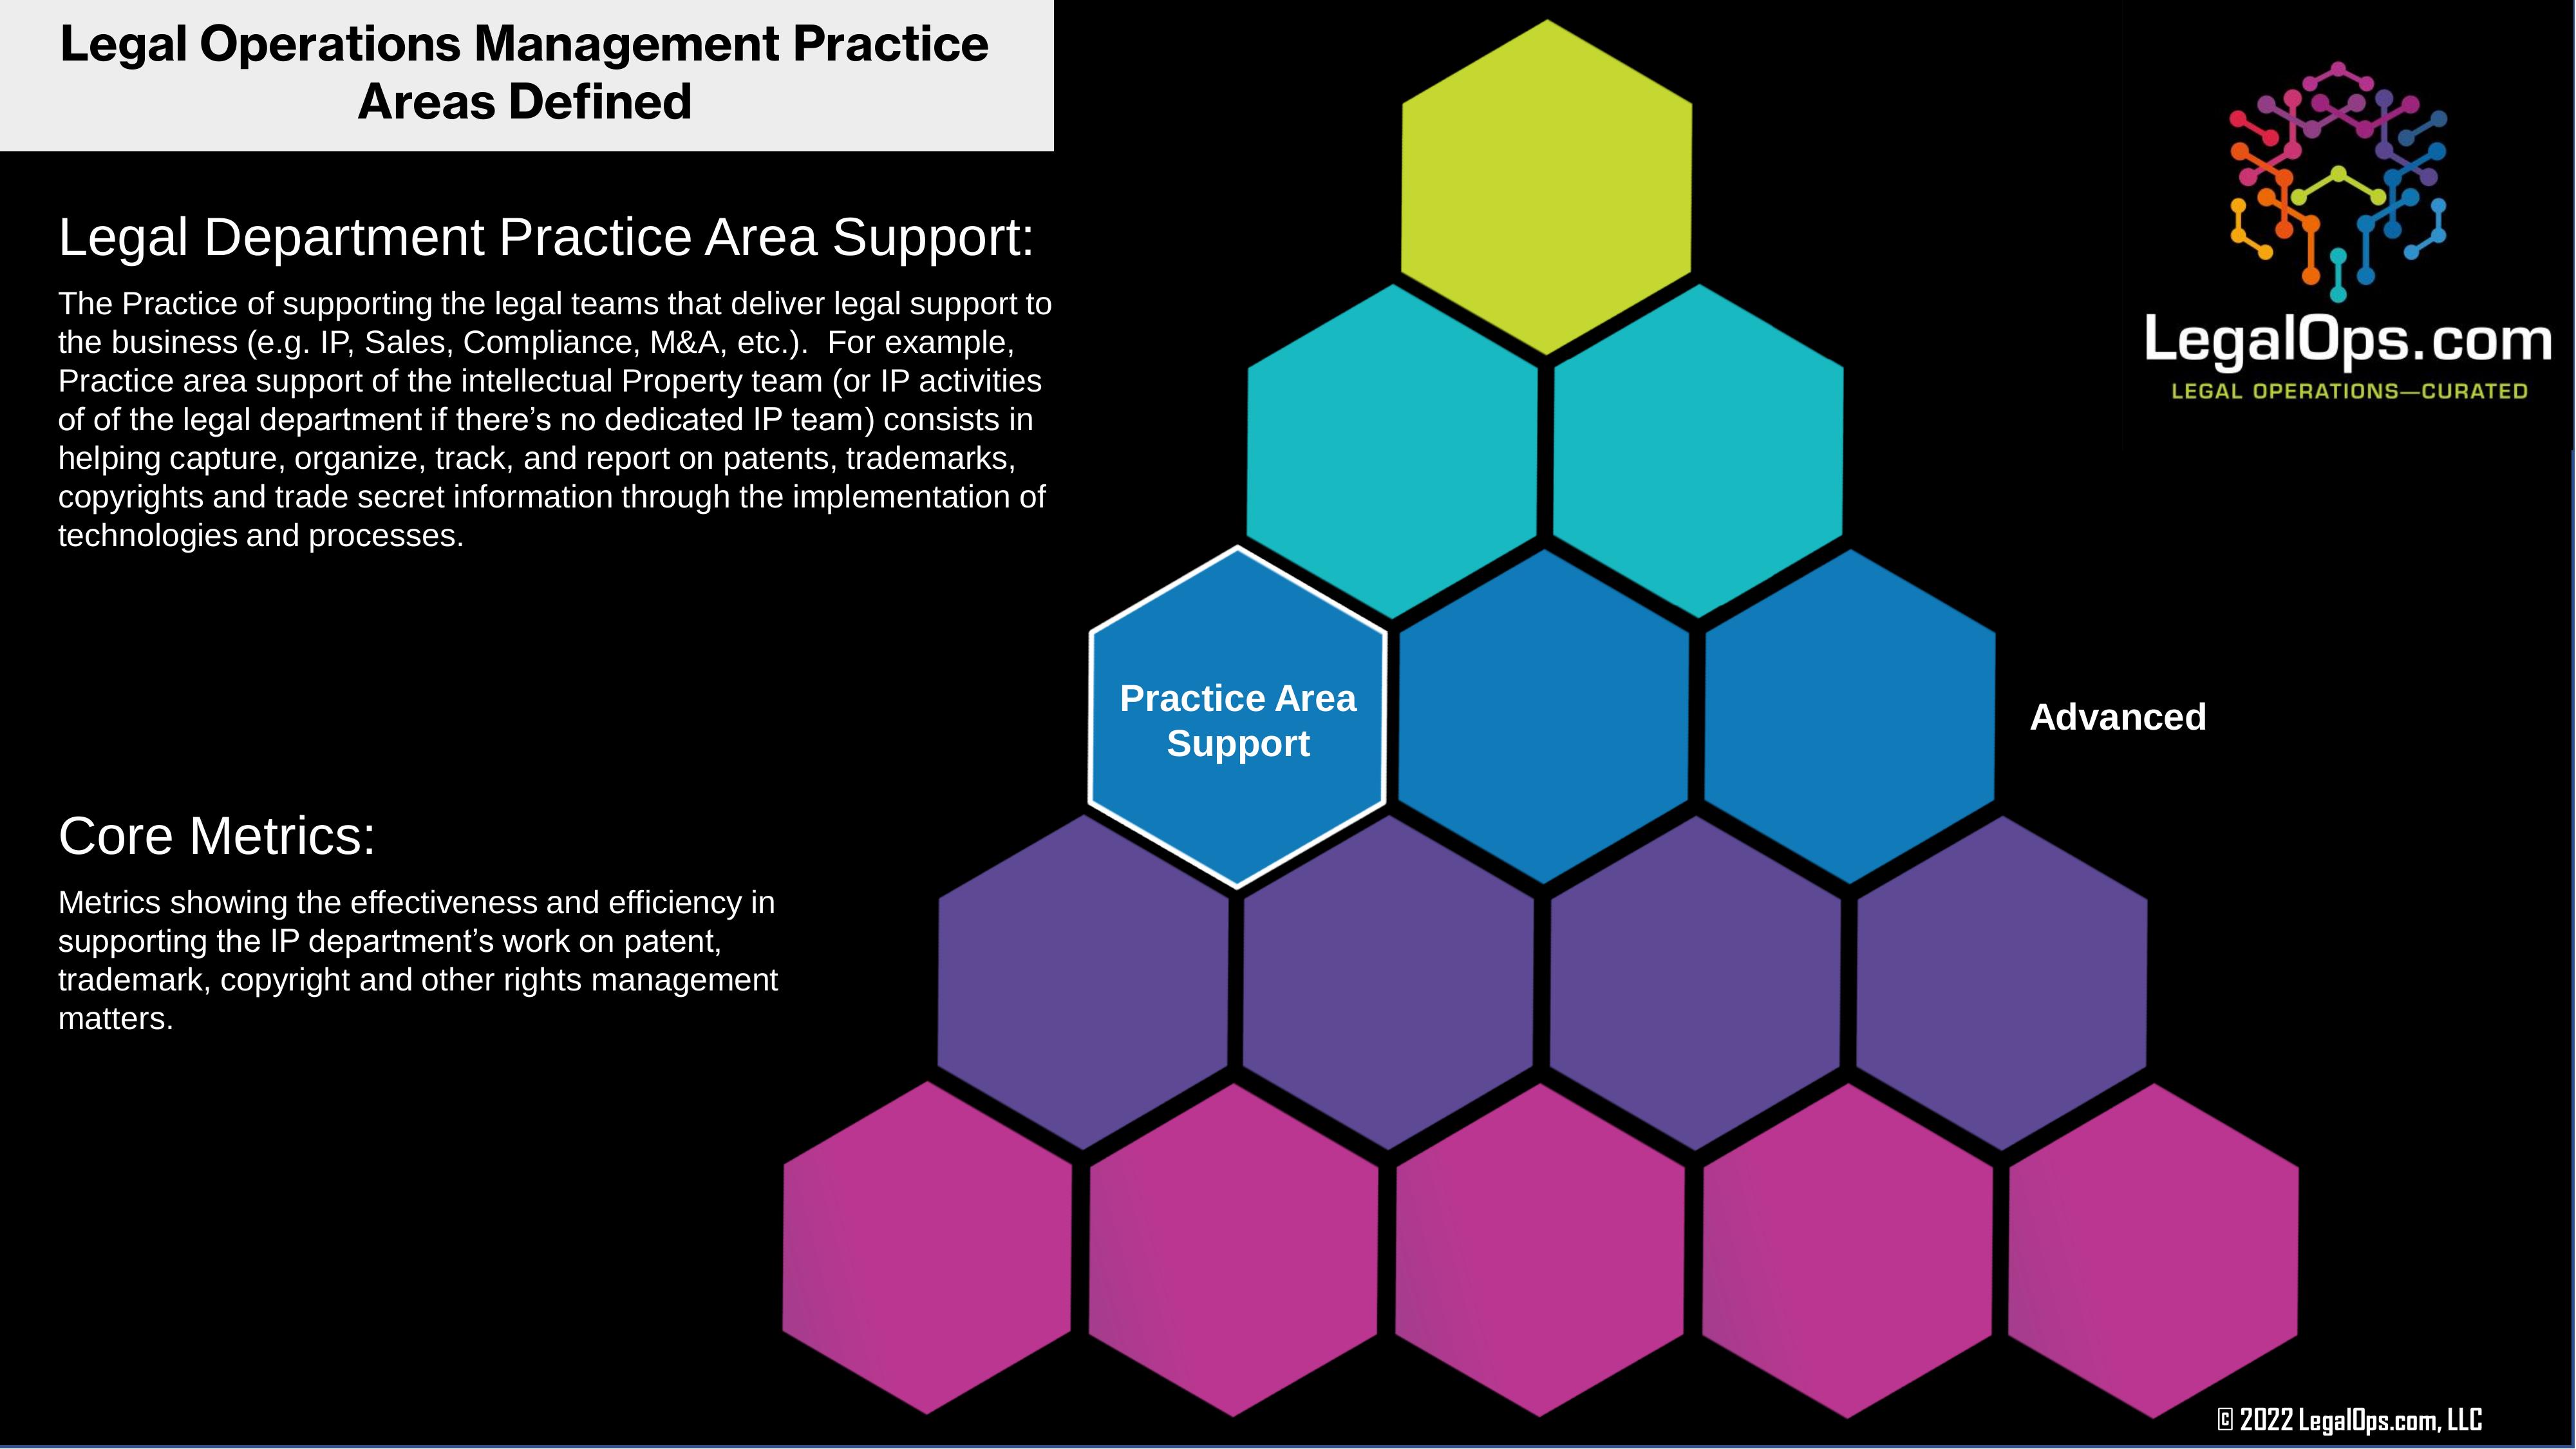 Legal Operations Management Practice
Areas Defined
Legal Department Practice Area Support:
The Practice of supporting the legal teams that deliver legal support to
the business (e.g. IP, Sales, Compliance, M&A, etc.).  For example,
Practice area support of the intellectual Property team (or IP activities
of of the legal department if there’s no dedicated IP team) consists in
helping capture, organize, track, and report on patents, trademarks,
copyrights and trade secret information through the implementation of
technologies and processes.
Core Metrics:
Metrics showing the effectiveness and efficiency in
supporting the IP department’s work on patent,
trademark, copyright and other rights management
matters.
Practice Area
Support
Advanced
LegalOps.com
LEGAL OPERATIONS—CURATED
© 2022 LegalOps.com, LLC